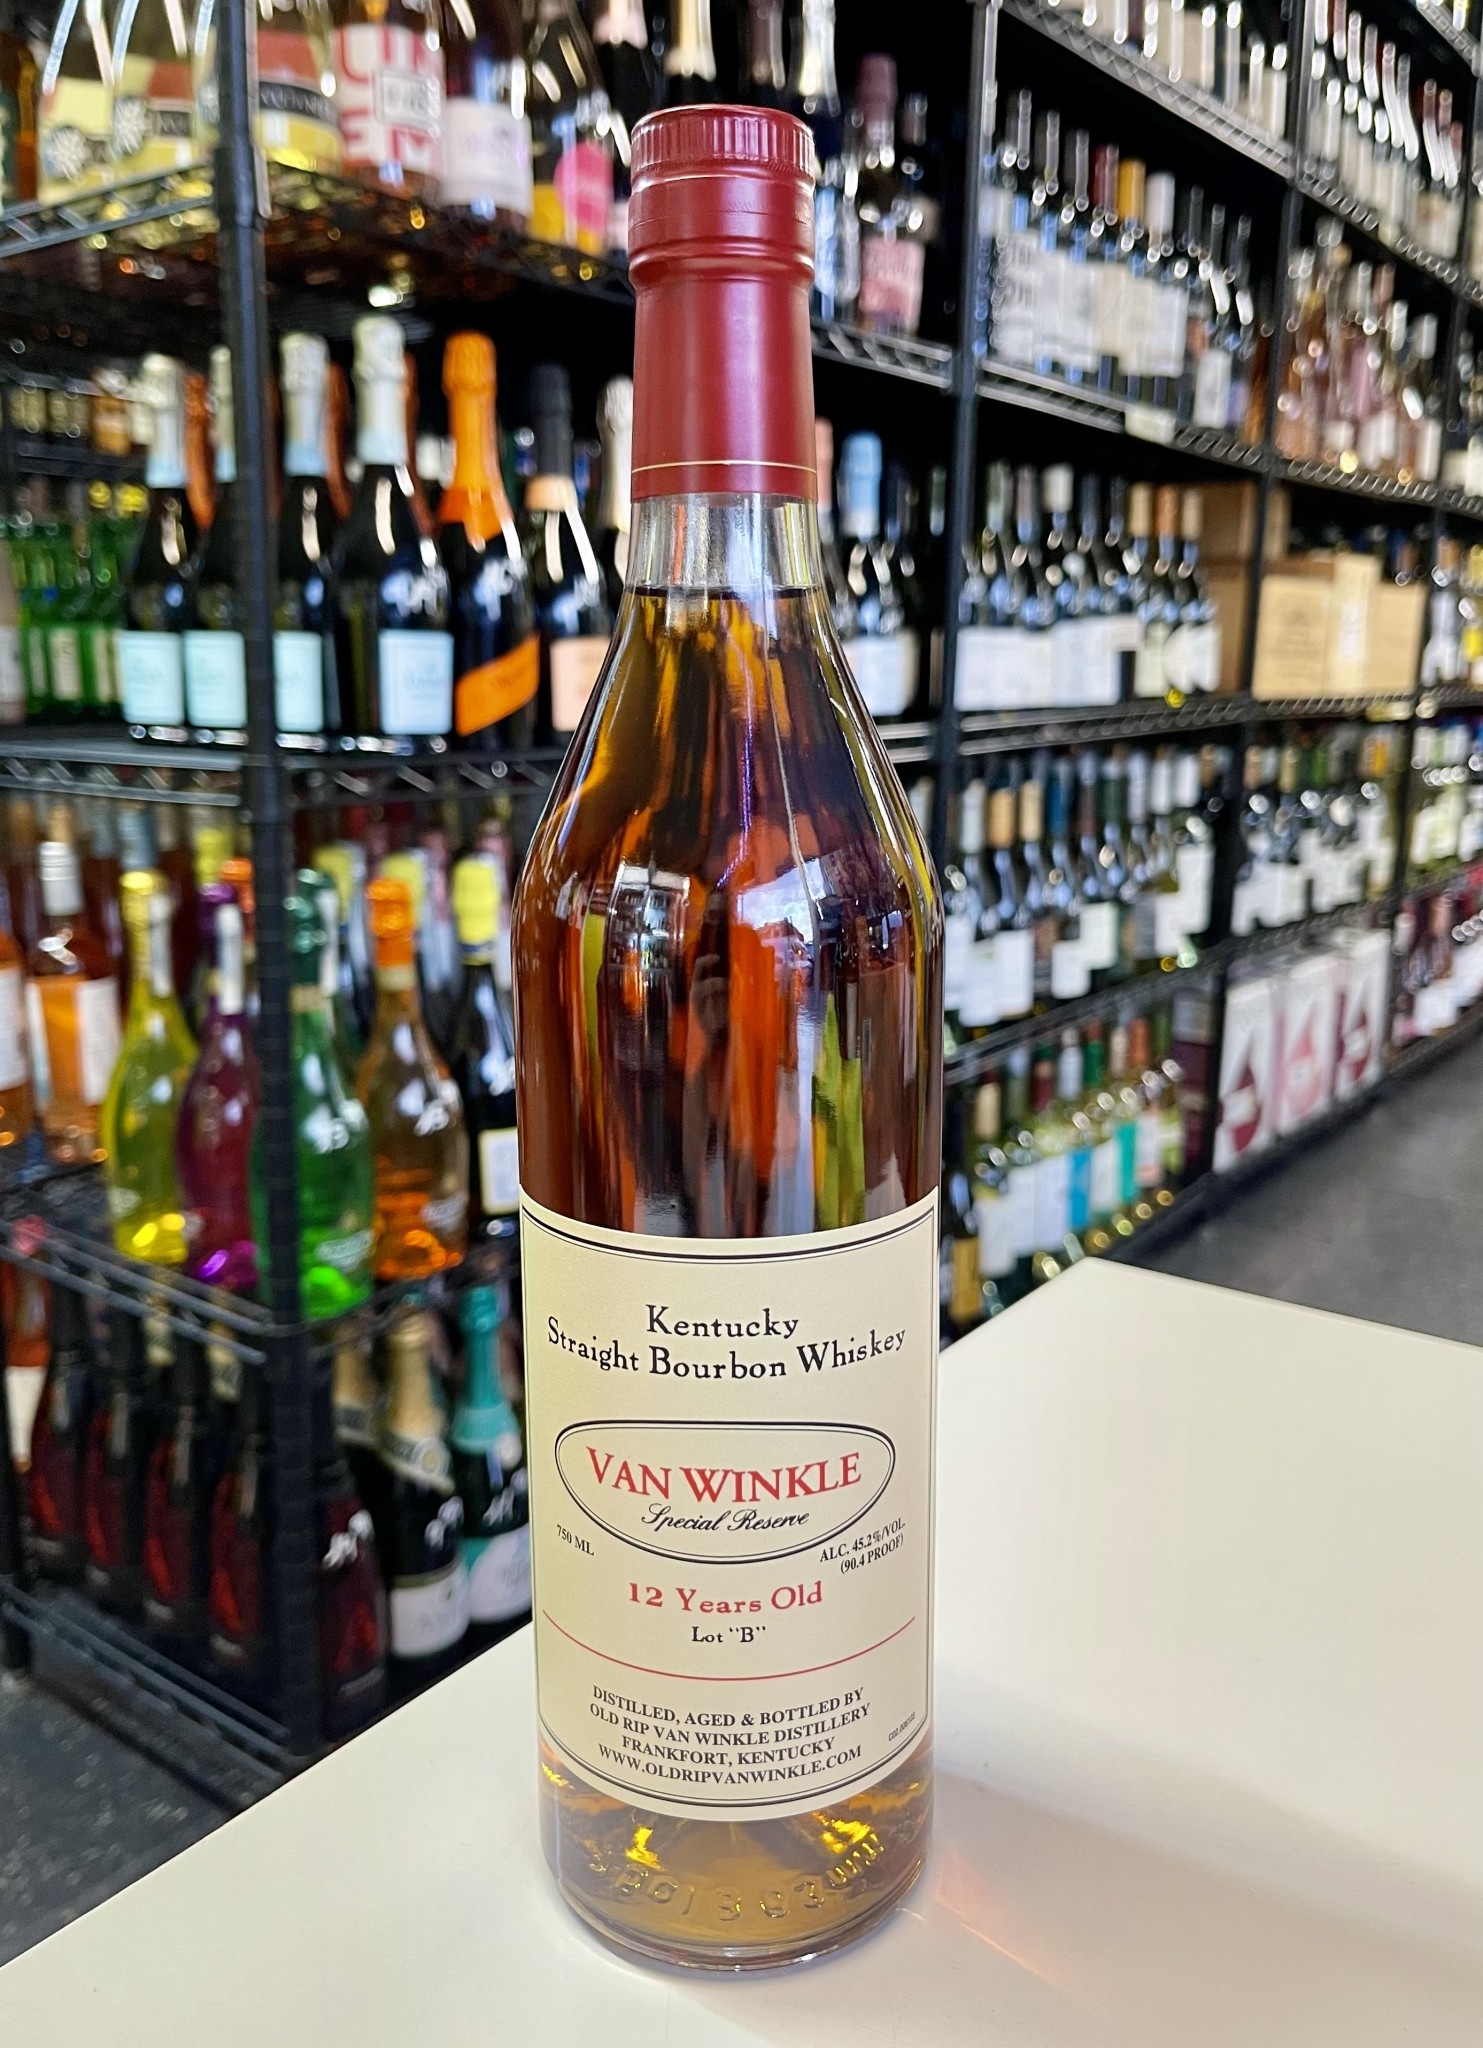 Kentucky
Straight Bourbon Whiskey
VAN WINKLE
Special Reserve
750 ML
ALC. 45.2%/VOL.
(90.4 PROOF)
12 Years Old
Lot "B"
DISTILLED, AGED & BOTTLED BY
OLD RIP VAN WINKLE DISTILLERY
FRANKFORT, KENTUCKY
WWW.OLDRIPVANWINKLE.COM